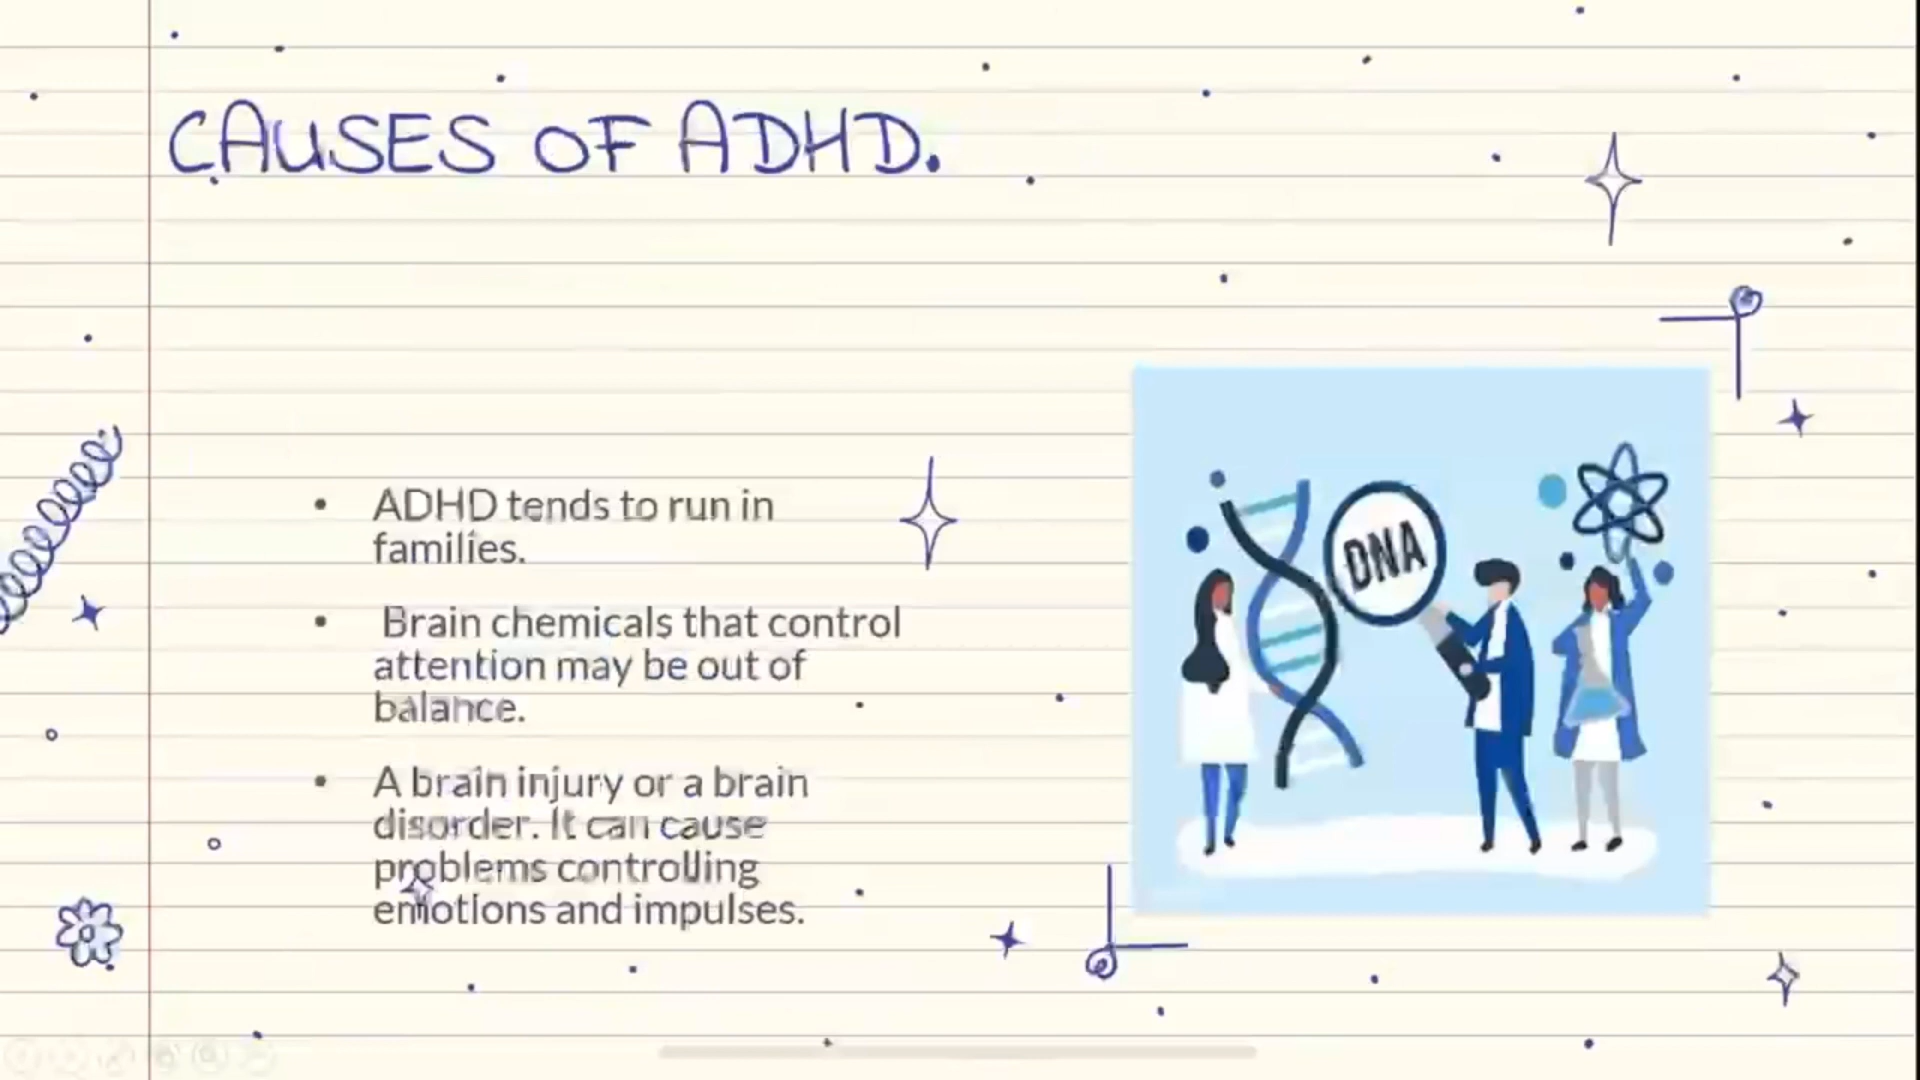 CAUSES OF ADHD.
• ADHD tends to run in
families.
• Brain chemicals that control
attention may be out of
balance.
• A brain injury or a brain
disorder. It can cause
problems controlling
emotions and impulses.
DNA